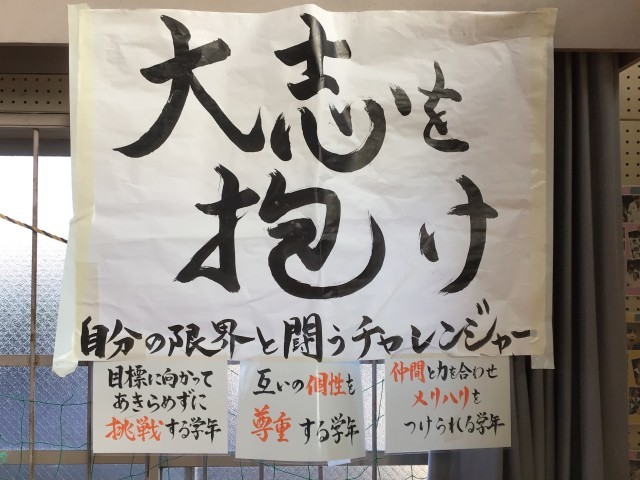 大志を
抱け
自分の限界と闘うチャレンジャー
目標に向かって
あきらめずに
挑戦する学年
互いの個性を
尊重する学年
仲間と力を合わせ
メリハリを
つけられる学年